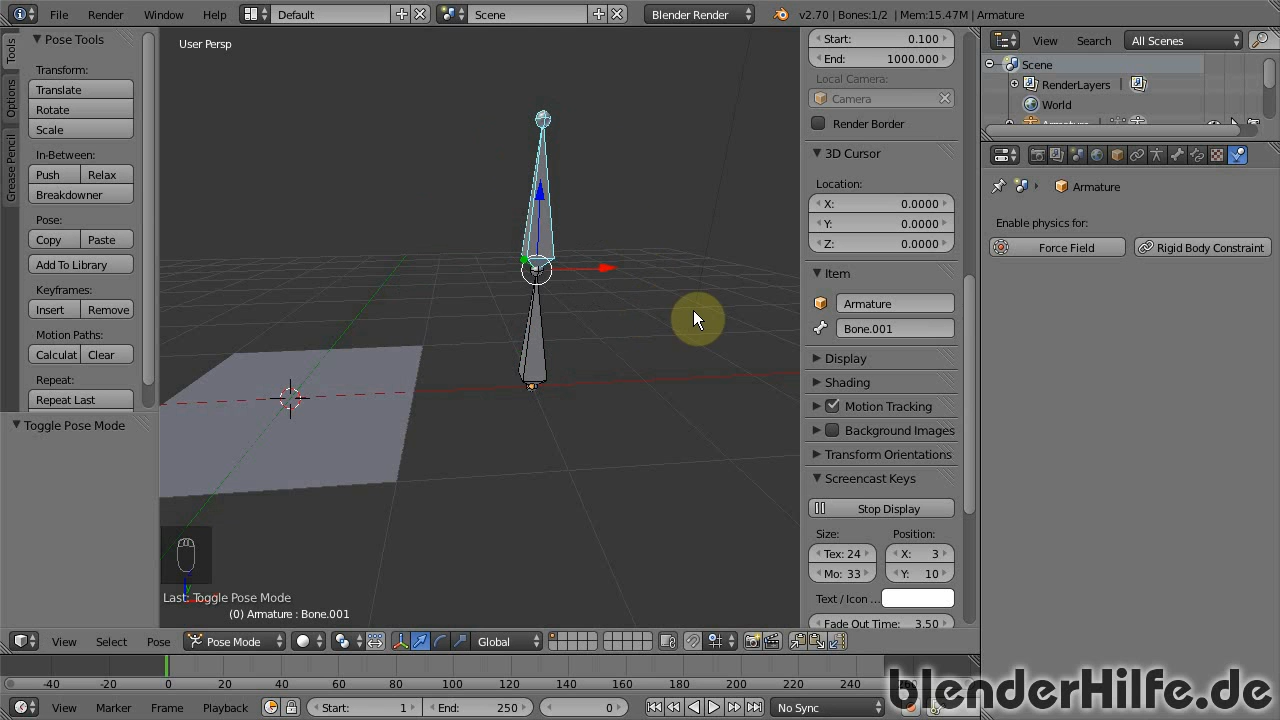 File Render Window Help Default Scene Blender Render v2.70 | Bones:1/2 | Mem:15.47M | Armature
Tools
Options
Grease Pencil
Pose Tools
Transform:
Translate
Rotate
Scale
In-Between:
Push Relax
Breakdowner
Pose:
Copy Paste
Add To Library
Keyframes:
Insert Remove
Motion Paths:
Calculat Clear
Repeat:
Repeat Last
Toggle Pose Mode
User Persp
Last: Toggle Pose Mode
(0) Armature : Bone.001
View Select Pose Pose Mode Global
Start: 0.100
End: 1000.000
Local Camera:
Camera
Render Border
3D Cursor
Location:
X: 0.0000
Y: 0.0000
Z: 0.0000
Item
Armature
Bone.001
Display
Shading
Motion Tracking
Background Images
Transform Orientations
Screencast Keys
Stop Display
Size: Position:
Tex: 24 X: 3
Mo: 33 Y: 10
Text / Icon ...
Fade Out Time: 3.50
View Search All Scenes
Scene
RenderLayers
World
Armature
Armature
Enable physics for:
Force Field Rigid Body Constraint
-40 -20 0 20 40 60 80 100 120 140 160 180 200 220 240
View Marker Frame Playback Start: 1 End: 250 0 No Sync
blenderHilfe.de